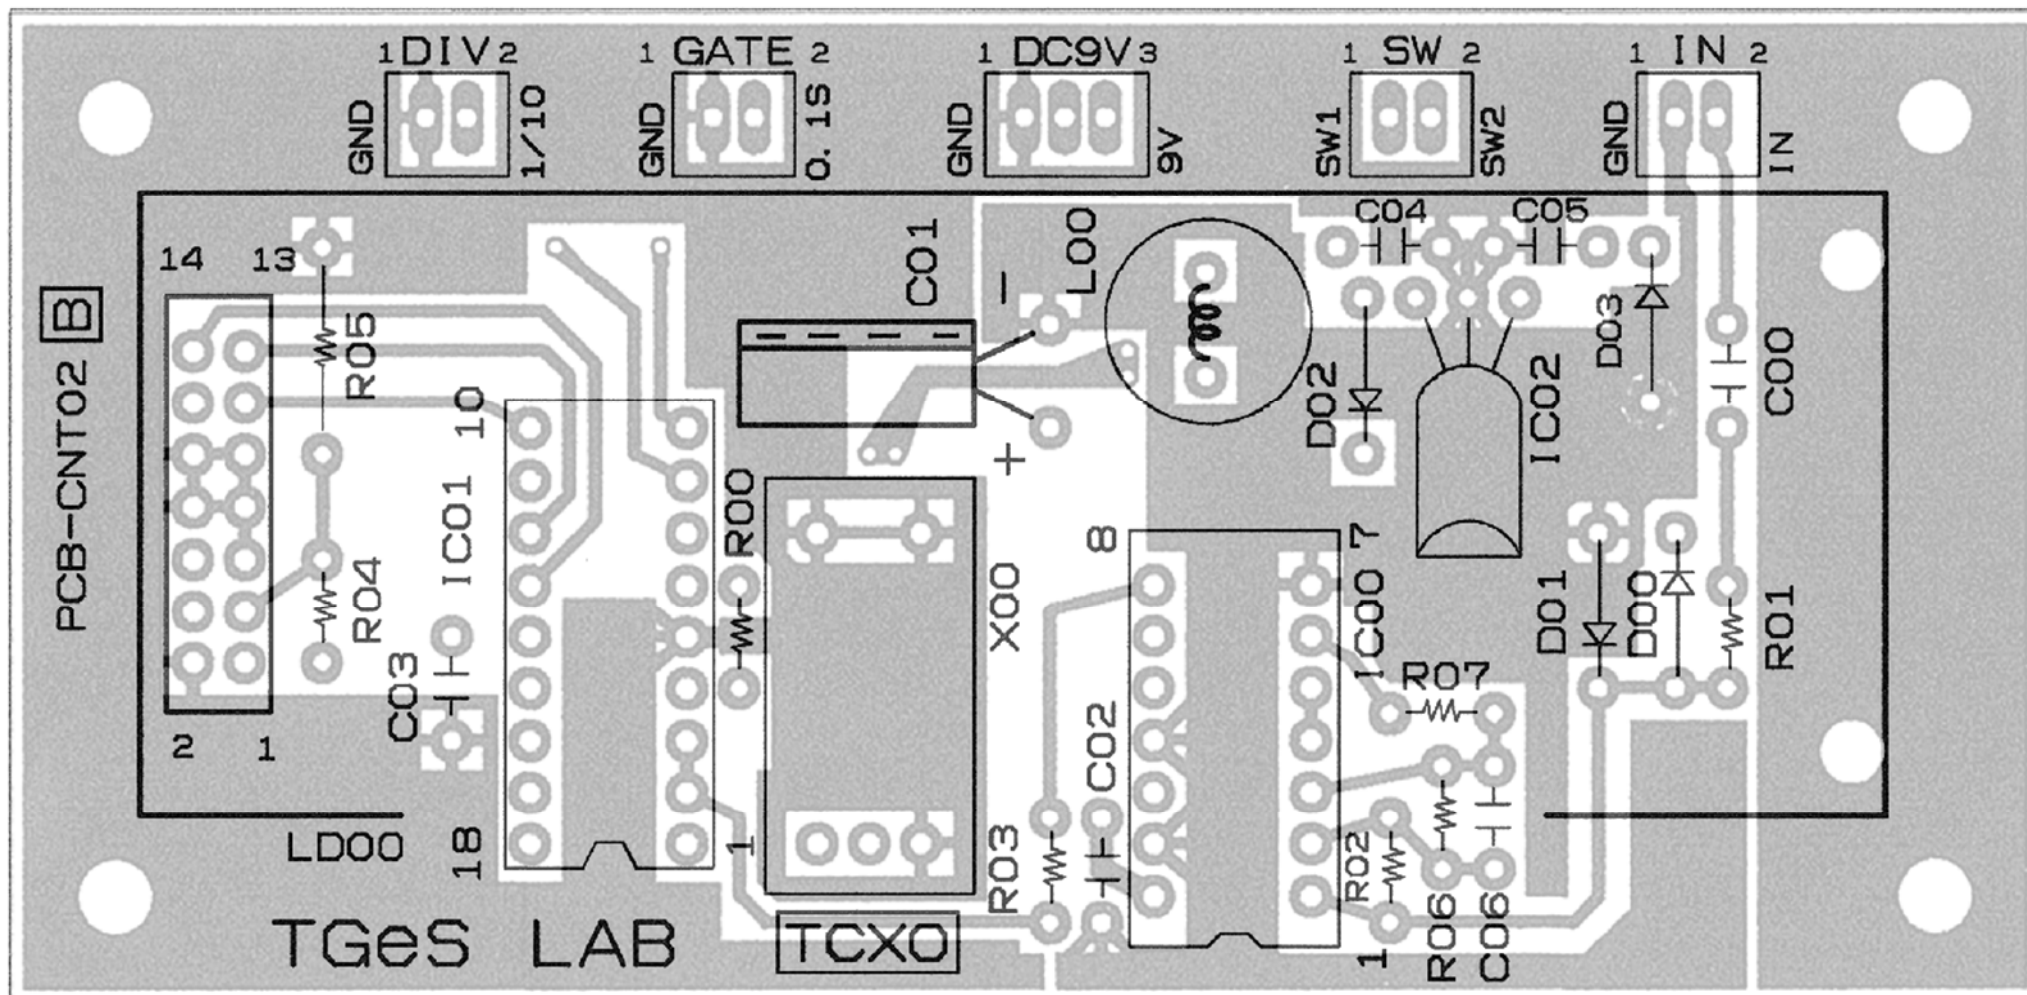 1 DIV 2
1 GATE 2
1 DC9V 3
1 SW 2
1 IN 2
GND
1/10
GND
0.1S
GND
9V
SW1
SW2
GND
IN
14
13
C01
−
L00
C04
C05
B
PCB-CNT02
R05
D03
C00
10
D02
IC02
+
IC01
R00
8
7
R04
X00
IC00
D01
D00
R01
C03
R07
2
1
C02
LD00
18
1
R03
R02
R06
C06
1
TGeS LAB
TCXO